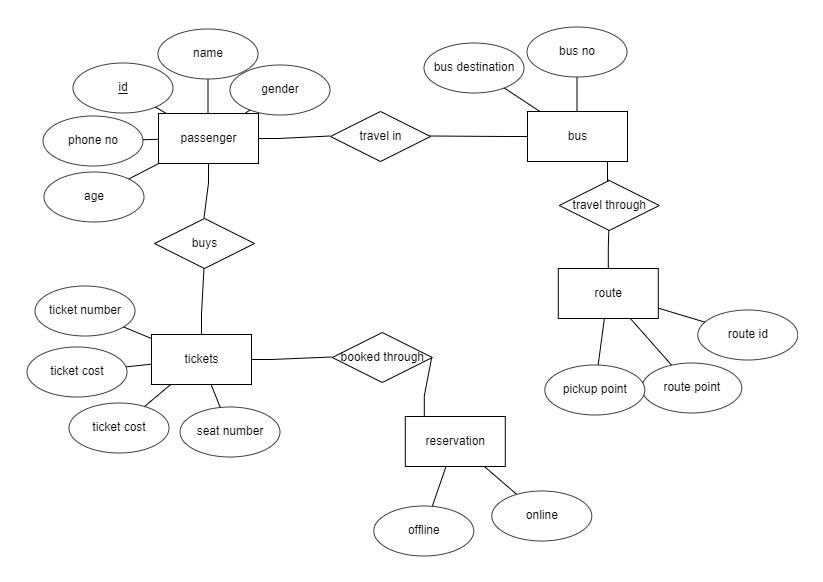 name
bus no
bus destination
id
gender
phone no
passenger
travel in
bus
age
travel through
buys
route
ticket number
route id
tickets
booked through
ticket cost
pickup point
route point
ticket cost
seat number
reservation
online
offline